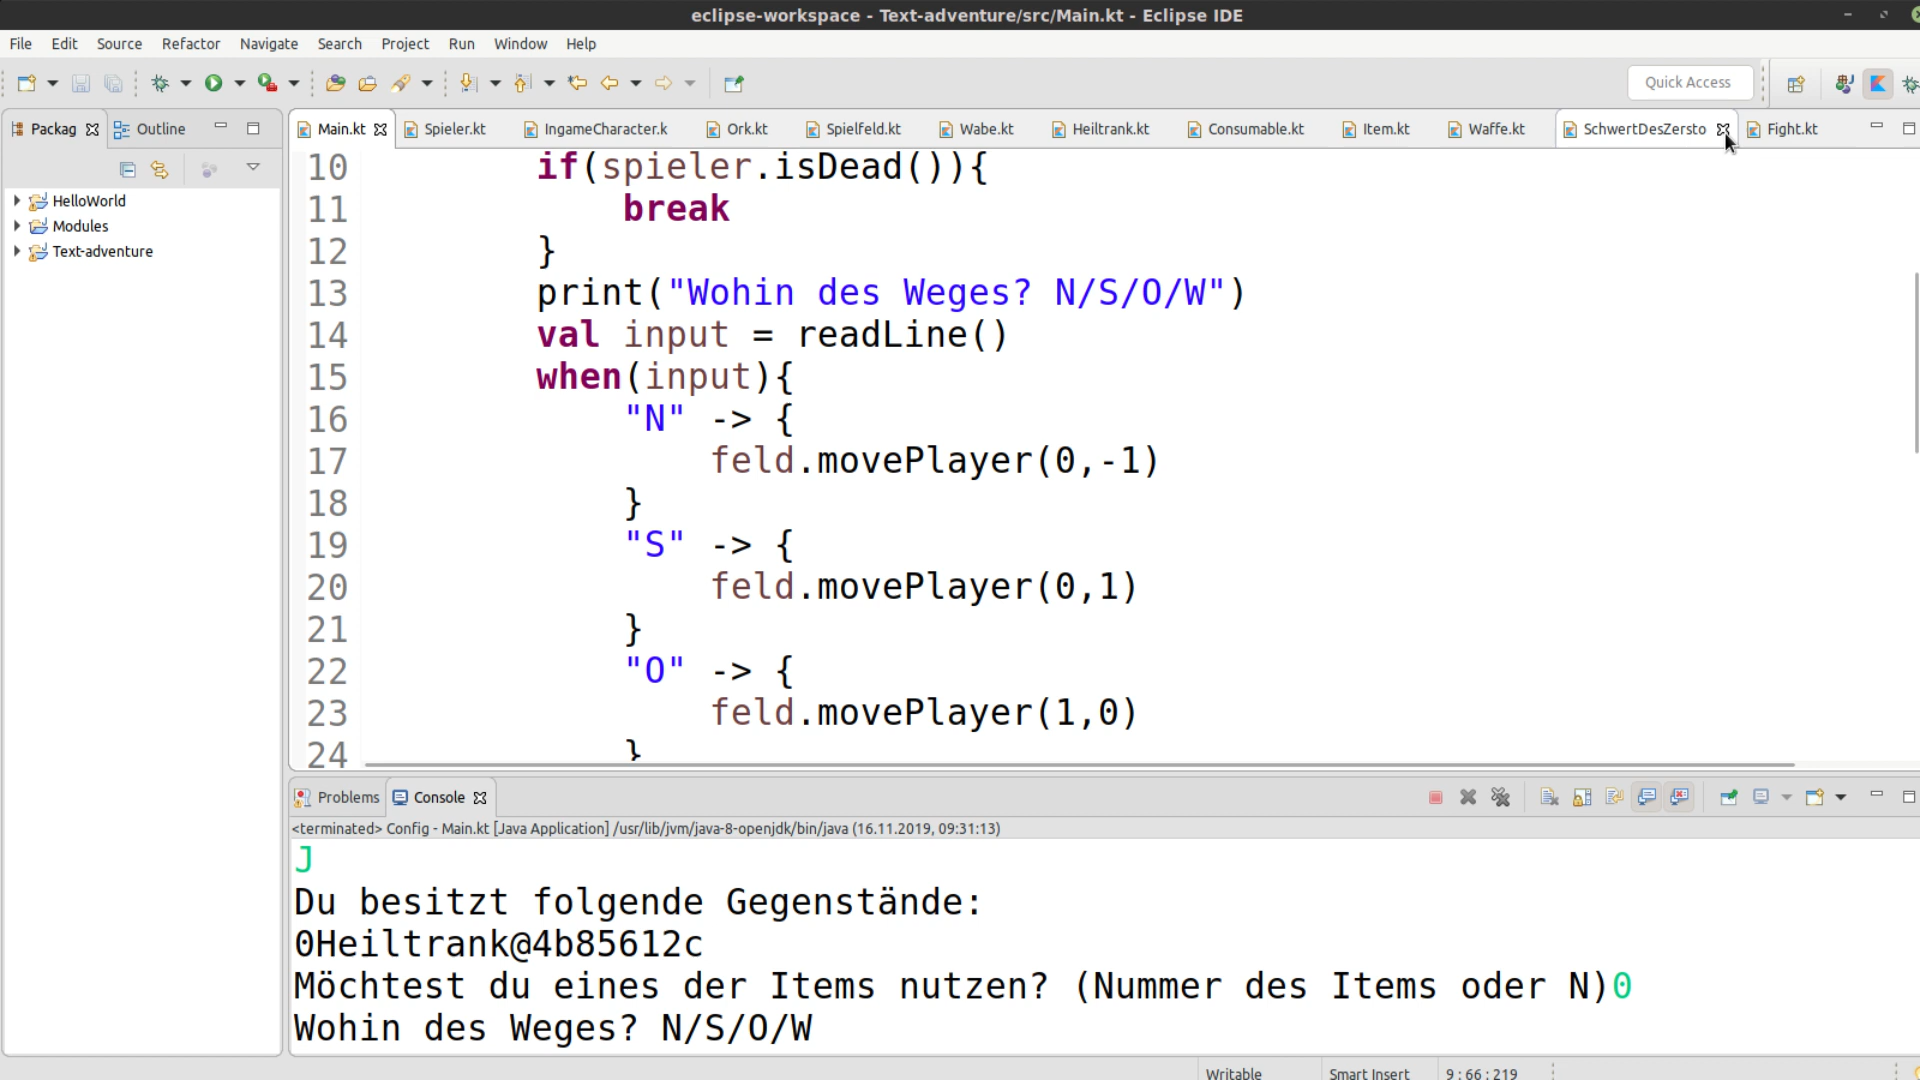 eclipse-workspace - Text-adventure/src/Main.kt - Eclipse IDE
File Edit Source Refactor Navigate Search Project Run Window Help
Quick Access
Packag Outline
Main.kt Spieler.kt IngameCharacter.k Ork.kt Spielfeld.kt Wabe.kt Heiltrank.kt Consumable.kt Item.kt Waffe.kt SchwertDesZersto Fight.kt
HelloWorld
Modules
Text-adventure
10 if(spieler.isDead()){
11 break
12 }
13 print("Wohin des Weges? N/S/O/W")
14 val input = readLine()
15 when(input){
16 "N" -> {
17 feld.movePlayer(0,-1)
18 }
19 "S" -> {
20 feld.movePlayer(0,1)
21 }
22 "O" -> {
23 feld.movePlayer(1,0)
24 }
Problems Console
<terminated> Config - Main.kt [Java Application] /usr/lib/jvm/java-8-openjdk/bin/java (16.11.2019, 09:31:13)
J
Du besitzt folgende Gegenstände:
0Heiltrank@4b85612c
Möchtest du eines der Items nutzen? (Nummer des Items oder N)0
Wohin des Weges? N/S/O/W
Writable Smart Insert 9 : 66 : 219